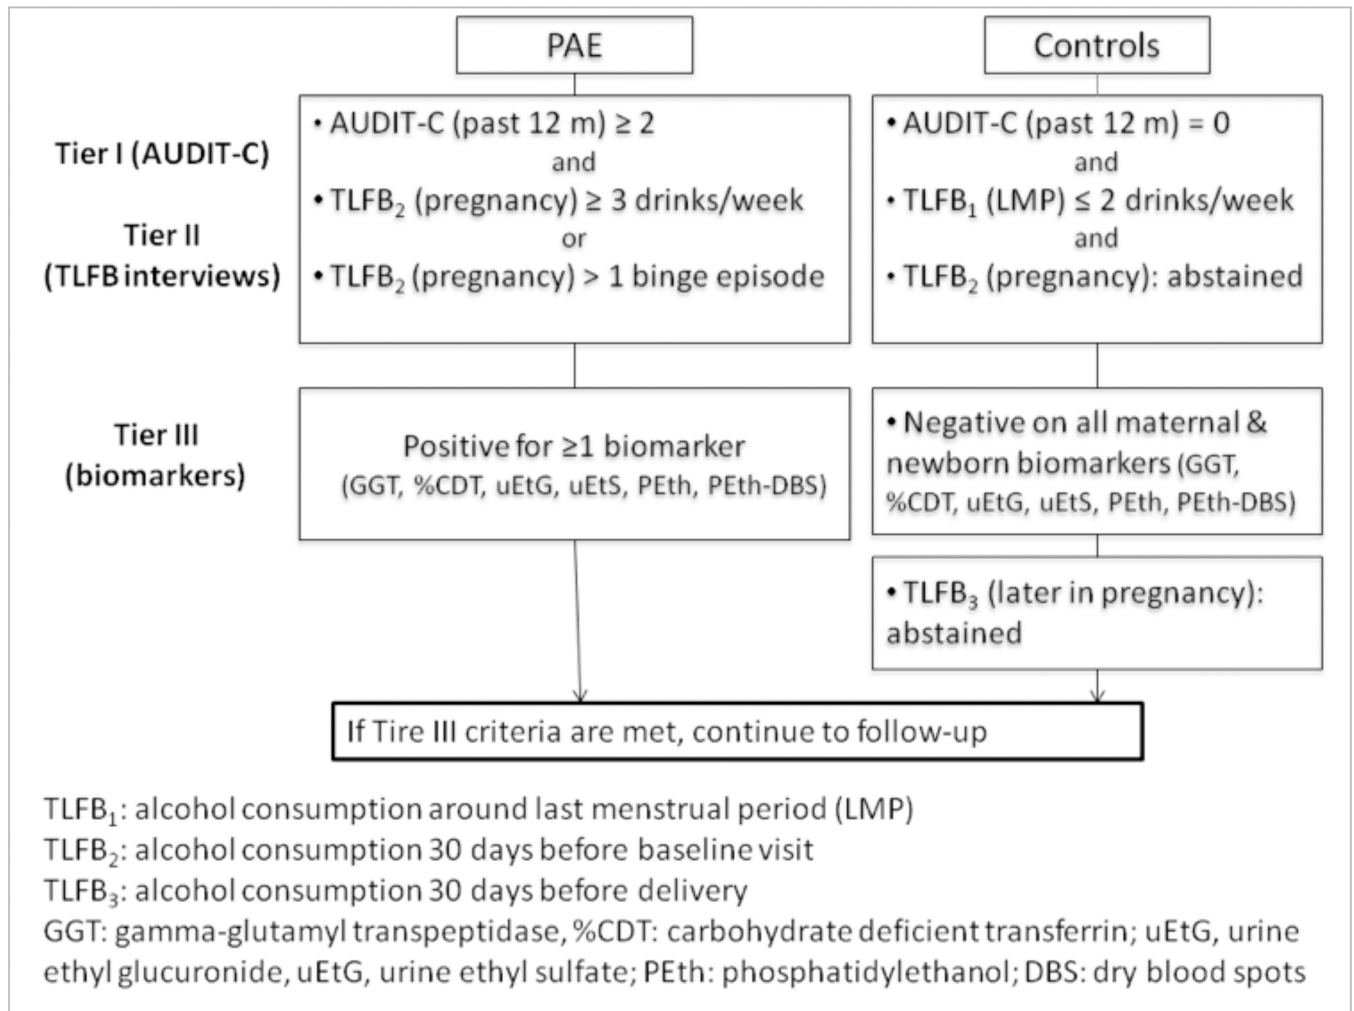 PAE
Controls
Tier I (AUDIT-C)
Tier II
(TLFB interviews)
• AUDIT-C (past 12 m) ≥ 2
and
• TLFB₂ (pregnancy) ≥ 3 drinks/week
or
• TLFB₂ (pregnancy) > 1 binge episode
• AUDIT-C (past 12 m) = 0
and
• TLFB₁ (LMP) ≤ 2 drinks/week
and
• TLFB₂ (pregnancy): abstained
Tier III
(biomarkers)
Positive for ≥1 biomarker
(GGT, %CDT, uEtG, uEtS, PEth, PEth-DBS)
• Negative on all maternal &
newborn biomarkers (GGT,
%CDT, uEtG, uEtS, PEth, PEth-DBS)
• TLFB₃ (later in pregnancy):
abstained
If Tire III criteria are met, continue to follow-up
TLFB₁: alcohol consumption around last menstrual period (LMP)
TLFB₂: alcohol consumption 30 days before baseline visit
TLFB₃: alcohol consumption 30 days before delivery
GGT: gamma-glutamyl transpeptidase, %CDT: carbohydrate deficient transferrin; uEtG, urine
ethyl glucuronide, uEtG, urine ethyl sulfate; PEth: phosphatidylethanol; DBS: dry blood spots